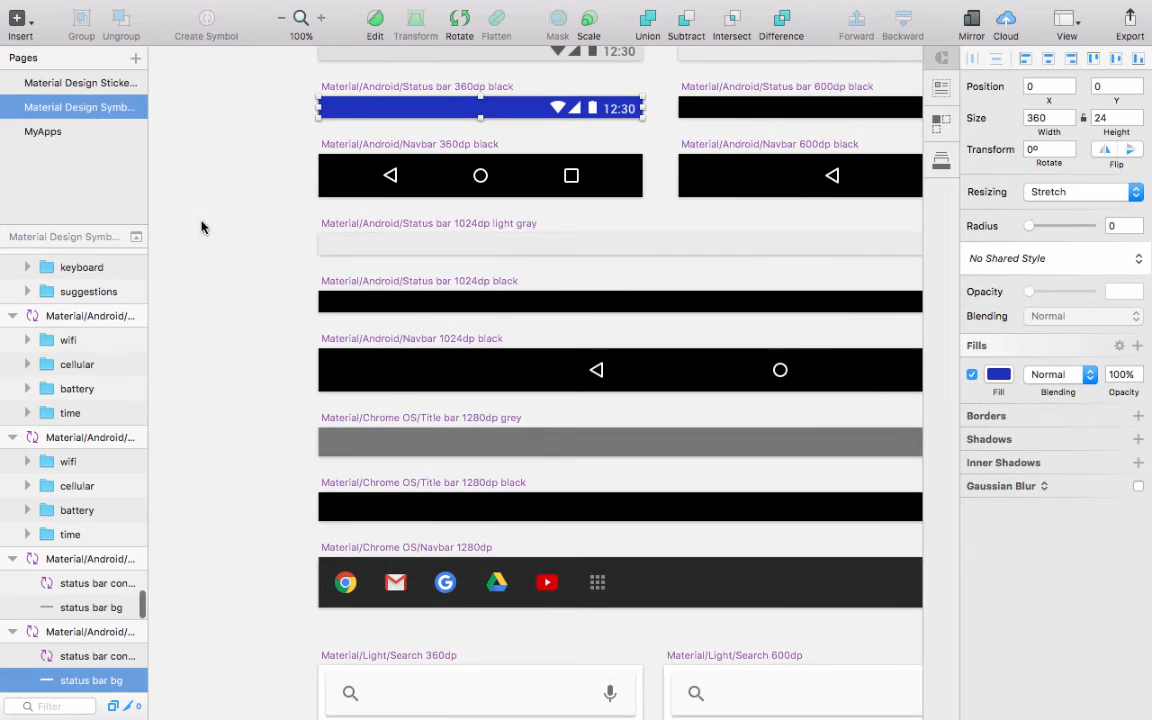 Insert
Group
Ungroup
Create Symbol
100%
Edit
Transform
Rotate
Flatten
Mask
Scale
Union
Subtract
Intersect
Difference
Forward
Backward
Mirror
Cloud
View
Export
Pages
Material Design Sticke...
Material Design Symb...
MyApps
Material Design Symb...
keyboard
suggestions
Material/Android/...
wifi
cellular
battery
time
Material/Android/...
wifi
cellular
battery
time
Material/Android/...
status bar con...
status bar bg
Material/Android/...
status bar con...
status bar bg
Filter
0
12:30
Material/Android/Status bar 360dp black
Material/Android/Status bar 600dp black
12:30
Material/Android/Navbar 360dp black
Material/Android/Navbar 600dp black
Material/Android/Status bar 1024dp light gray
Material/Android/Status bar 1024dp black
Material/Android/Navbar 1024dp black
Material/Chrome OS/Title bar 1280dp grey
Material/Chrome OS/Title bar 1280dp black
Material/Chrome OS/Navbar 1280dp
Material/Light/Search 360dp
Material/Light/Search 600dp
Position
0
0
X
Y
Size
360
24
Width
Height
Transform
0º
Rotate
Flip
Resizing
Stretch
Radius
0
No Shared Style
Opacity
Blending
Normal
Fills
Normal
100%
Fill
Blending
Opacity
Borders
Shadows
Inner Shadows
Gaussian Blur